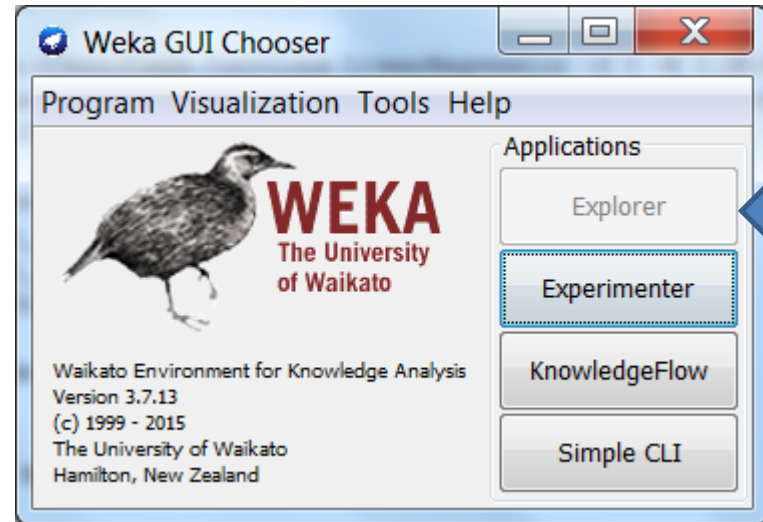 Weka GUI Chooser
Program Visualization Tools Help
Applications
WEKA
The University
of Waikato
Explorer
Experimenter
KnowledgeFlow
Simple CLI
Waikato Environment for Knowledge Analysis
Version 3.7.13
(c) 1999 - 2015
The University of Waikato
Hamilton, New Zealand